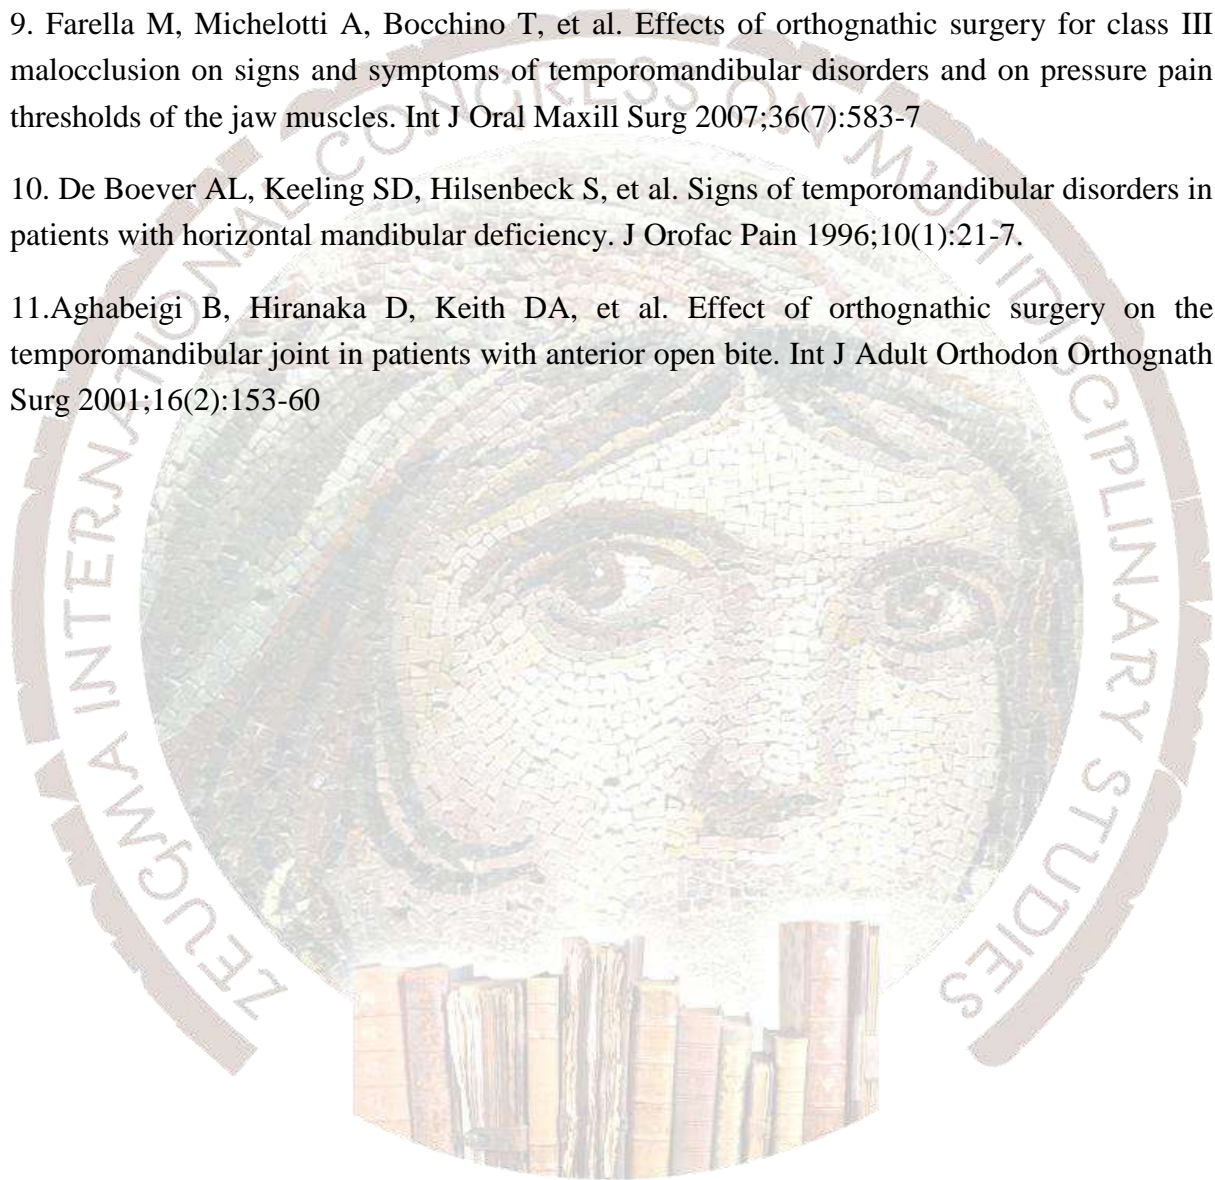 9. Farella M, Michelotti A, Bocchino T, et al. Effects of orthognathic surgery for class III
malocclusion on signs and symptoms of temporomandibular disorders and on pressure pain
thresholds of the jaw muscles. Int J Oral Maxill Surg 2007;36(7):583-7
10. De Boever AL, Keeling SD, Hilsenbeck S, et al. Signs of temporomandibular disorders in
patients with horizontal mandibular deficiency. J Orofac Pain 1996;10(1):21-7.
11.Aghabeigi B, Hiranaka D, Keith DA, et al. Effect of orthognathic surgery on the
temporomandibular joint in patients with anterior open bite. Int J Adult Orthodon Orthognath
Surg 2001;16(2):153-60
ZEUGMA INTERNATIONAL CONGRESS ON MULTIDISCIPLINARY STUDIES